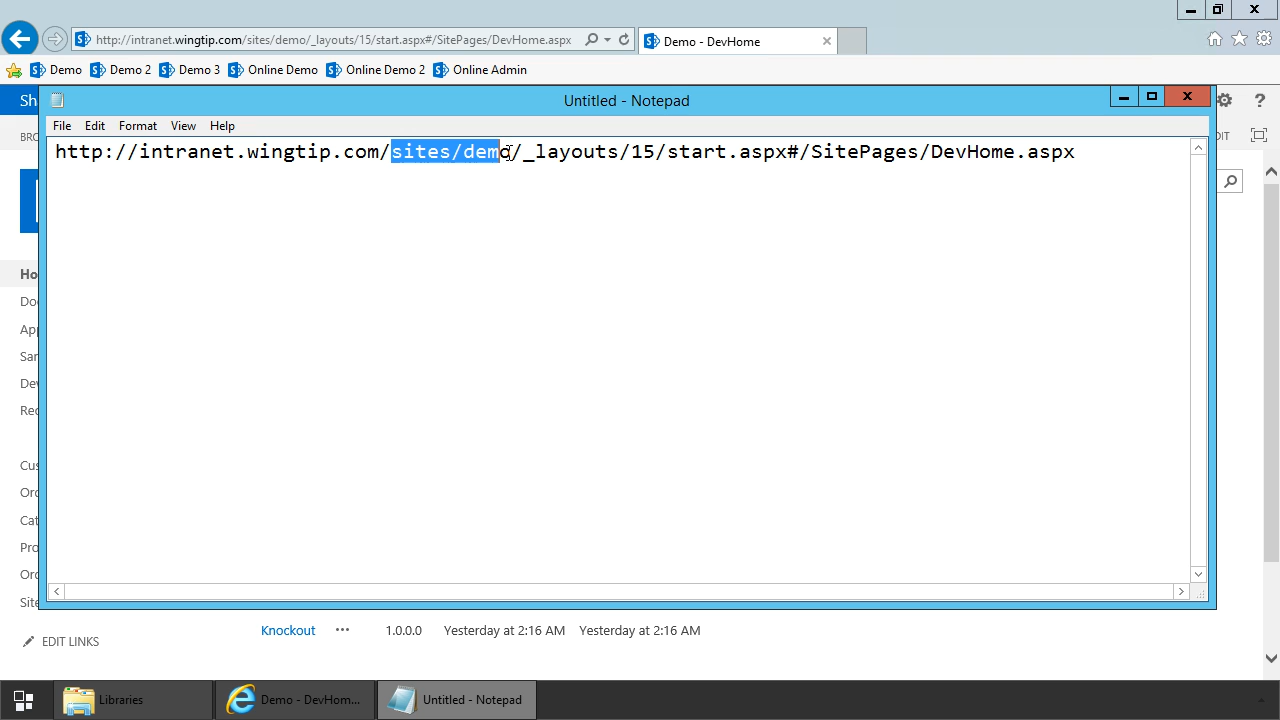 http://intranet.wingtip.com/sites/demo/_layouts/15/start.aspx#/SitePages/DevHome.aspx
Demo - DevHome
Demo
Demo 2
Demo 3
Online Demo
Online Demo 2
Online Admin
Untitled - Notepad
File Edit Format View Help
http://intranet.wingtip.com/sites/demo/_layouts/15/start.aspx#/SitePages/DevHome.aspx
Knockout ••• 1.0.0.0 Yesterday at 2:16 AM Yesterday at 2:16 AM
EDIT LINKS
Libraries
Demo - DevHom...
Untitled - Notepad